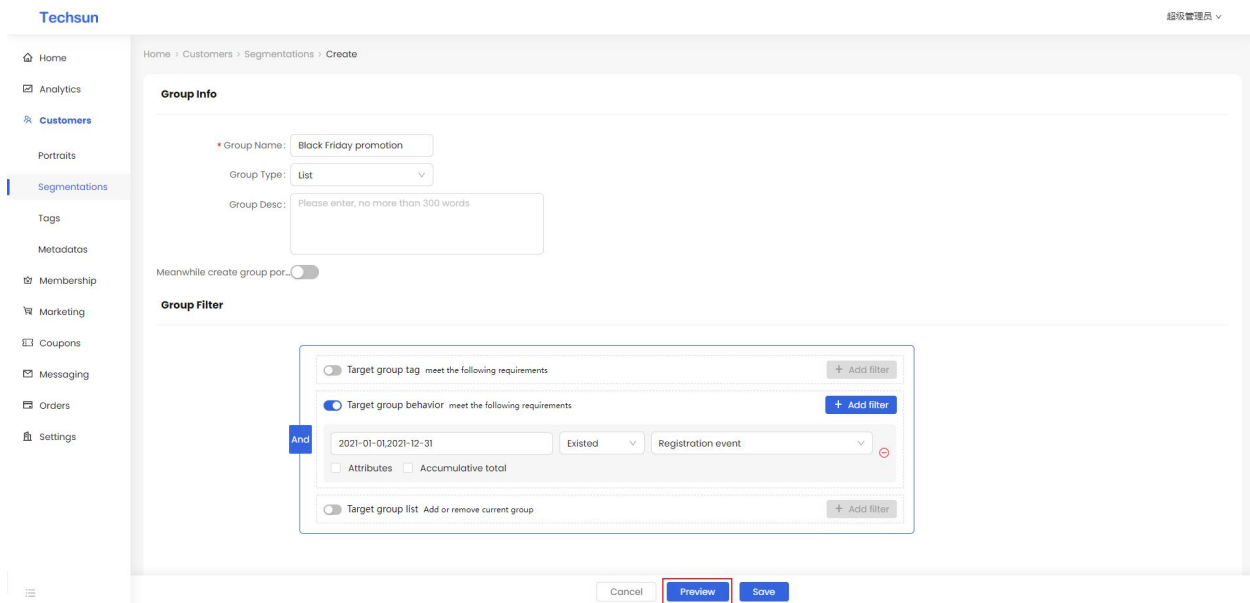 Techsun
超级管理员
Home
Analytics
Customers
Portraits
Segmentations
Tags
Metadatas
Membership
Marketing
Coupons
Messaging
Orders
Settings
Home > Customers > Segmentations > Create
Group Info
* Group Name: Black Friday promotion
Group Type: List
Group Desc: Please enter, no more than 300 words
Meanwhile create group por...
Group Filter
Target group tag meet the following requirements + Add filter
Target group behavior meet the following requirements + Add filter
And
2021-01-01,2021-12-31 Existed Registration event
Attributes Accumulative total
Target group list Add or remove current group + Add filter
Cancel Preview Save